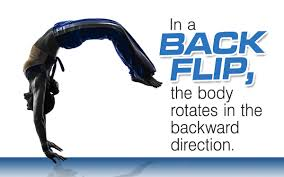 In a
BACK
FLIP,
the body
rotates in the
backward
direction.